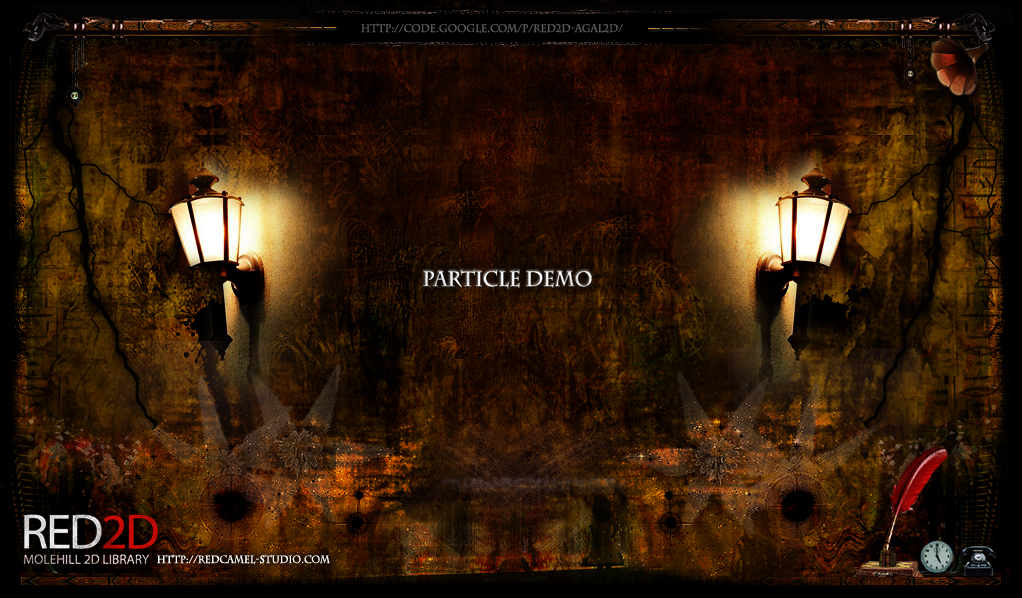 HTTP://CODE.GOOGLE.COM/P/RED2D-AGAL2D/
PARTICLE DEMO
RED2D
MOLEHILL 2D LIBRARY HTTP://REDCAMEL-STUDIO.COM